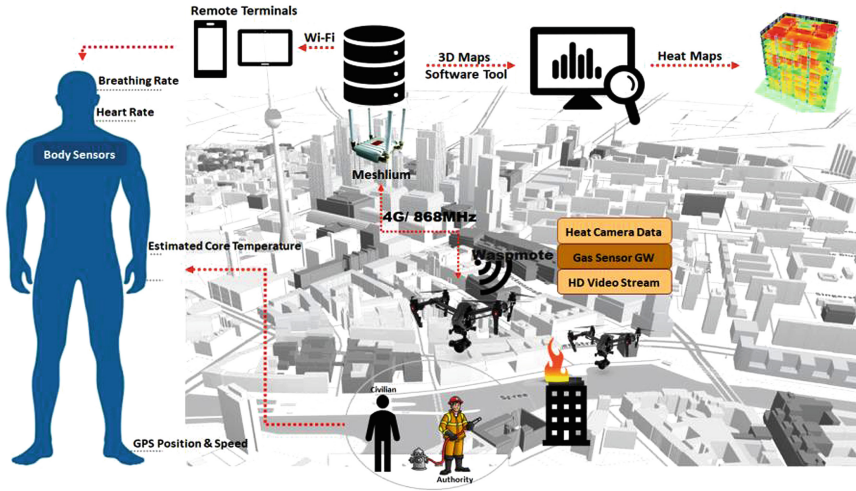 Remote Terminals
Wi-Fi
3D Maps
Software Tool
Heat Maps
Breathing Rate
Heart Rate
Body Sensors
Meshlium
4G/ 868MHz
Estimated Core Temperature
Waspmote
Heat Camera Data
Gas Sensor GW
HD Video Stream
Civilian
Spree
GPS Position & Speed
Authority